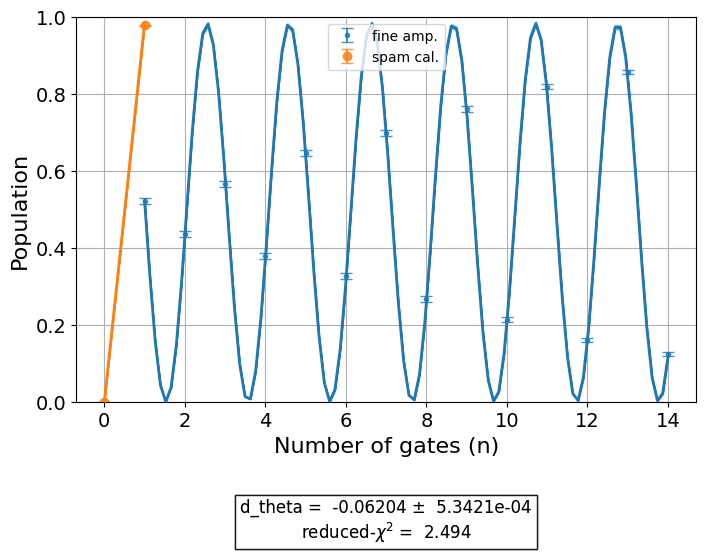 fine amp.
spam cal.
1.0
0.8
0.6
0.4
0.2
0.0
Population
0 2 4 6 8 10 12 14
Number of gates (n)
d_theta = -0.06204 ± 5.3421e-04
reduced-χ² = 2.494